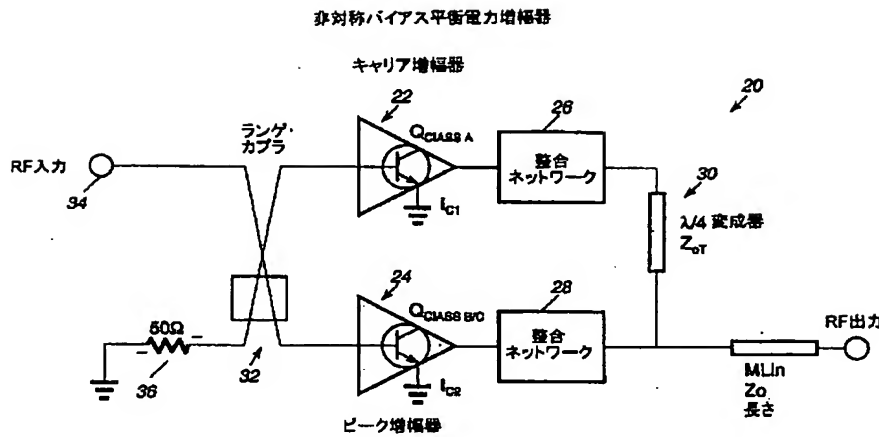 非対称バイアス平衡電力増幅器
キャリア増幅器
22
20
26
ランゲ・
カプラ
QCLASS A
RF入力
整合
ネットワーク
30
34
IC1
λ/4 変成器
ZoT
24
28
QCLASS B/C
50Ω
整合
ネットワーク
RF出力
36
32
IC2
MLin
Zo
長さ
ピーク増幅器